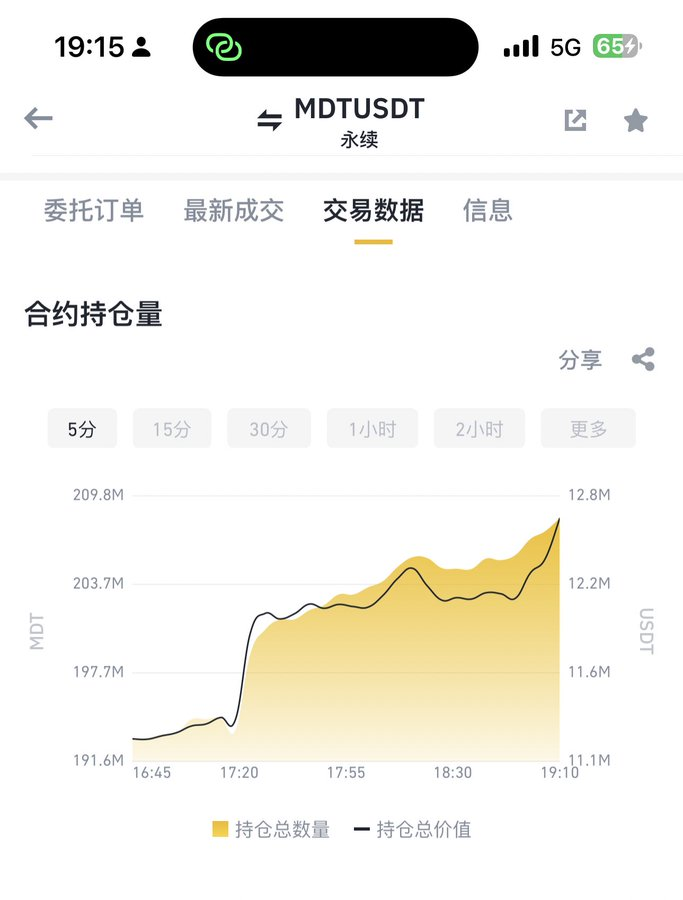 19:15 5G 65
MDTUSDT
永续
委托订单 最新成交 交易数据 信息
合约持仓量
分享
5分 15分 30分 1小时 2小时 更多
209.8M 12.8M
203.7M 12.2M
MDT USDT
197.7M 11.6M
191.6M 11.1M
16:45 17:20 17:55 18:30 19:10
持仓总数量 持仓总价值